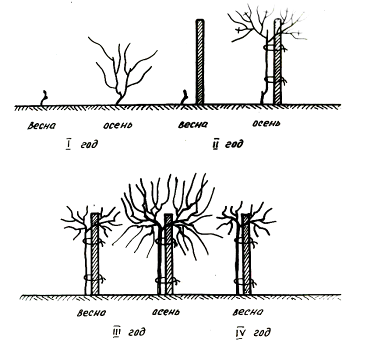 весна осень весна осень
I год II год
весна осень весна
III год IV год